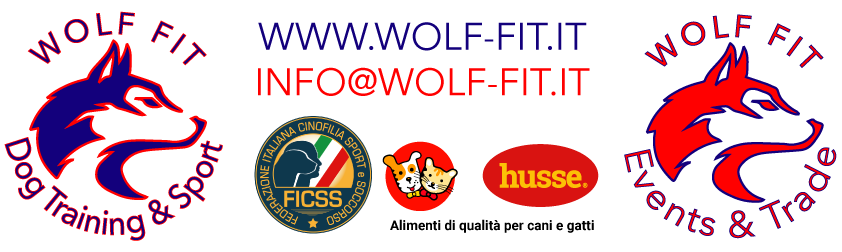 WOLF FIT
Dog Training & Sport
WWW.WOLF-FIT.IT
INFO@WOLF-FIT.IT
FEDERAZIONE ITALIANA CINOFILIA SPORT e SOCCORSO
FICSS
husse®
Alimenti di qualità per cani e gatti
WOLF FIT
Events & Trade